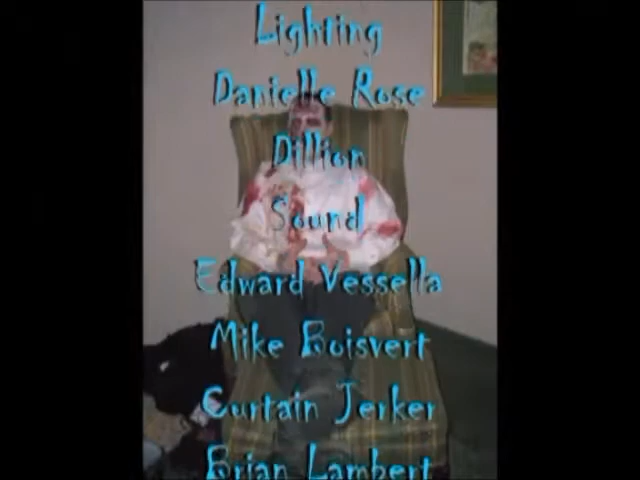 Lighting
Danielle Rose
Dillion
Sound
Edward Vessella
Mike Boisvert
Curtain Jerker
Brian Lambert